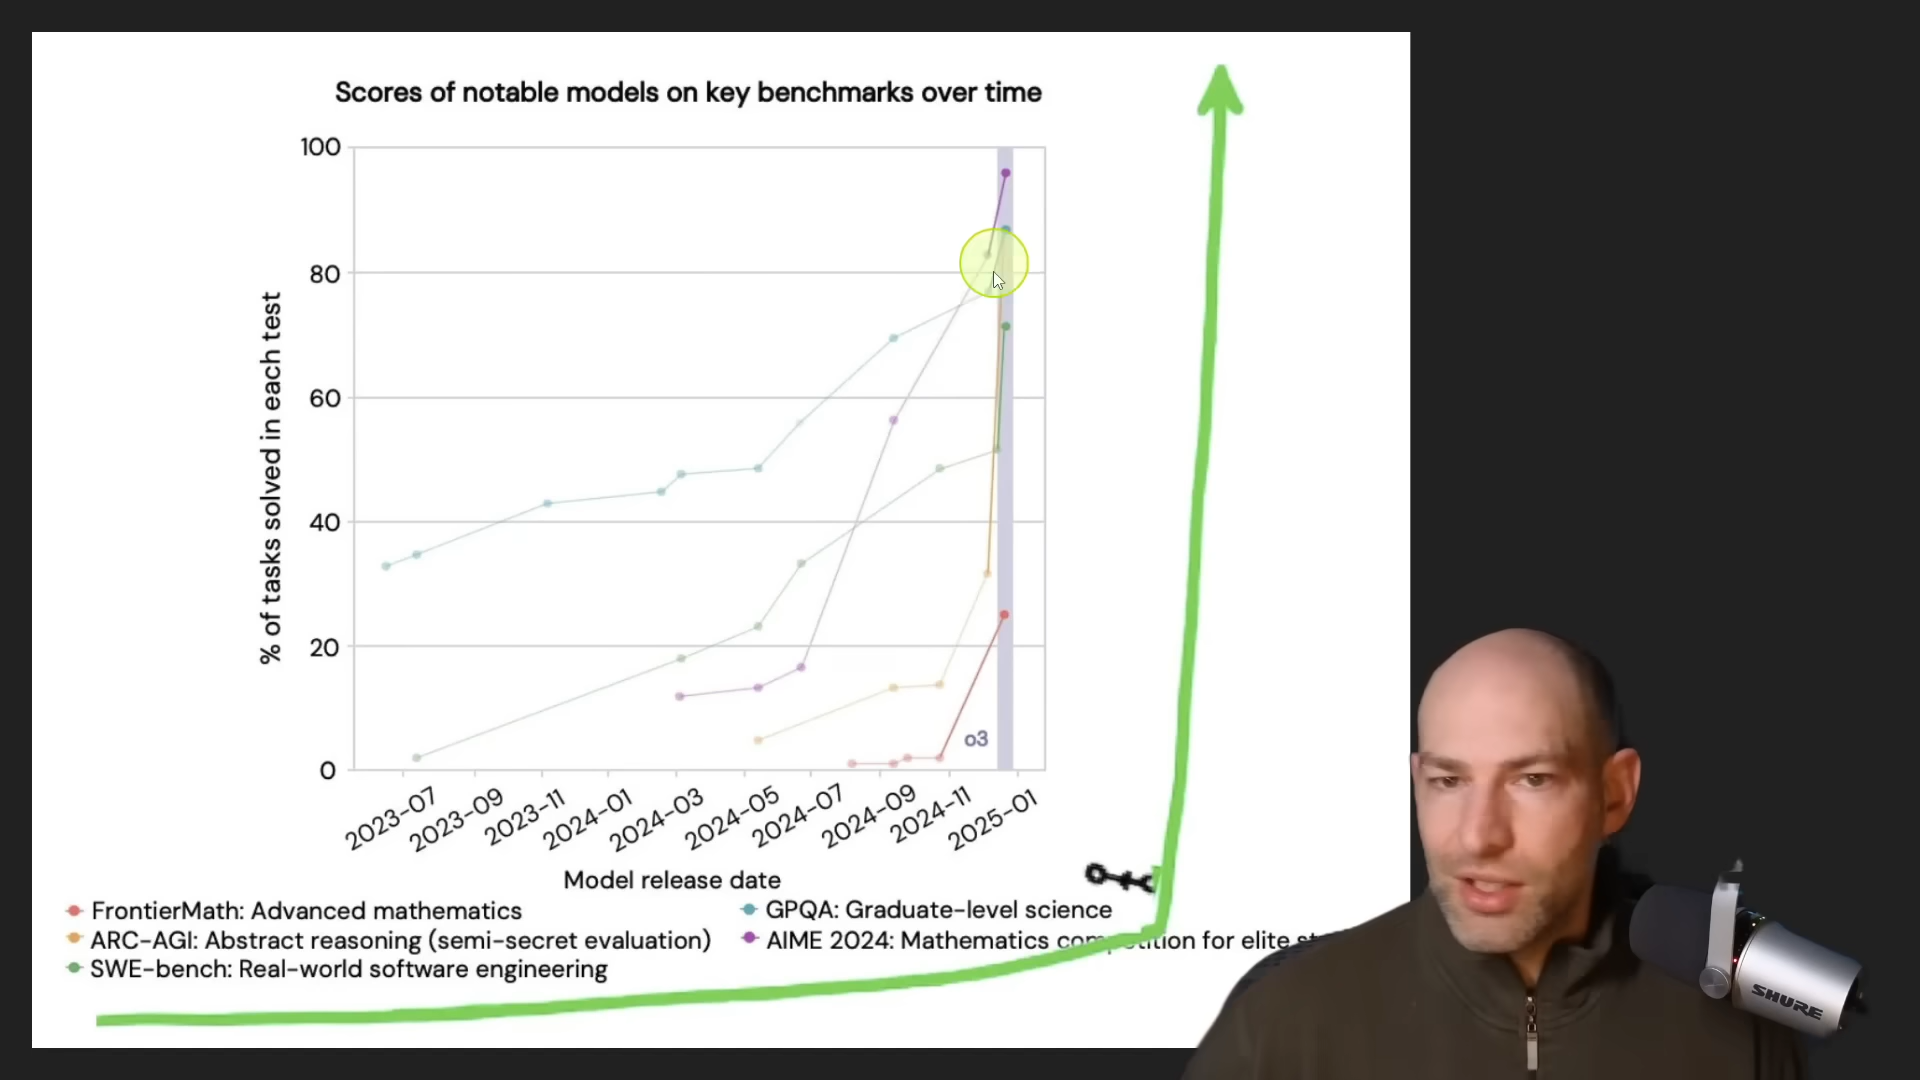 Scores of notable models on key benchmarks over time
100
80
60
40
20
0
% of tasks solved in each test
o3
2023-07
2023-09
2023-11
2024-01
2024-03
2024-05
2024-07
2024-09
2024-11
2025-01
Model release date
FrontierMath: Advanced mathematics
GPQA: Graduate-level science
ARC-AGI: Abstract reasoning (semi-secret evaluation)
AIME 2024: Mathematics competition for elite
SWE-bench: Real-world software engineering
SHURE